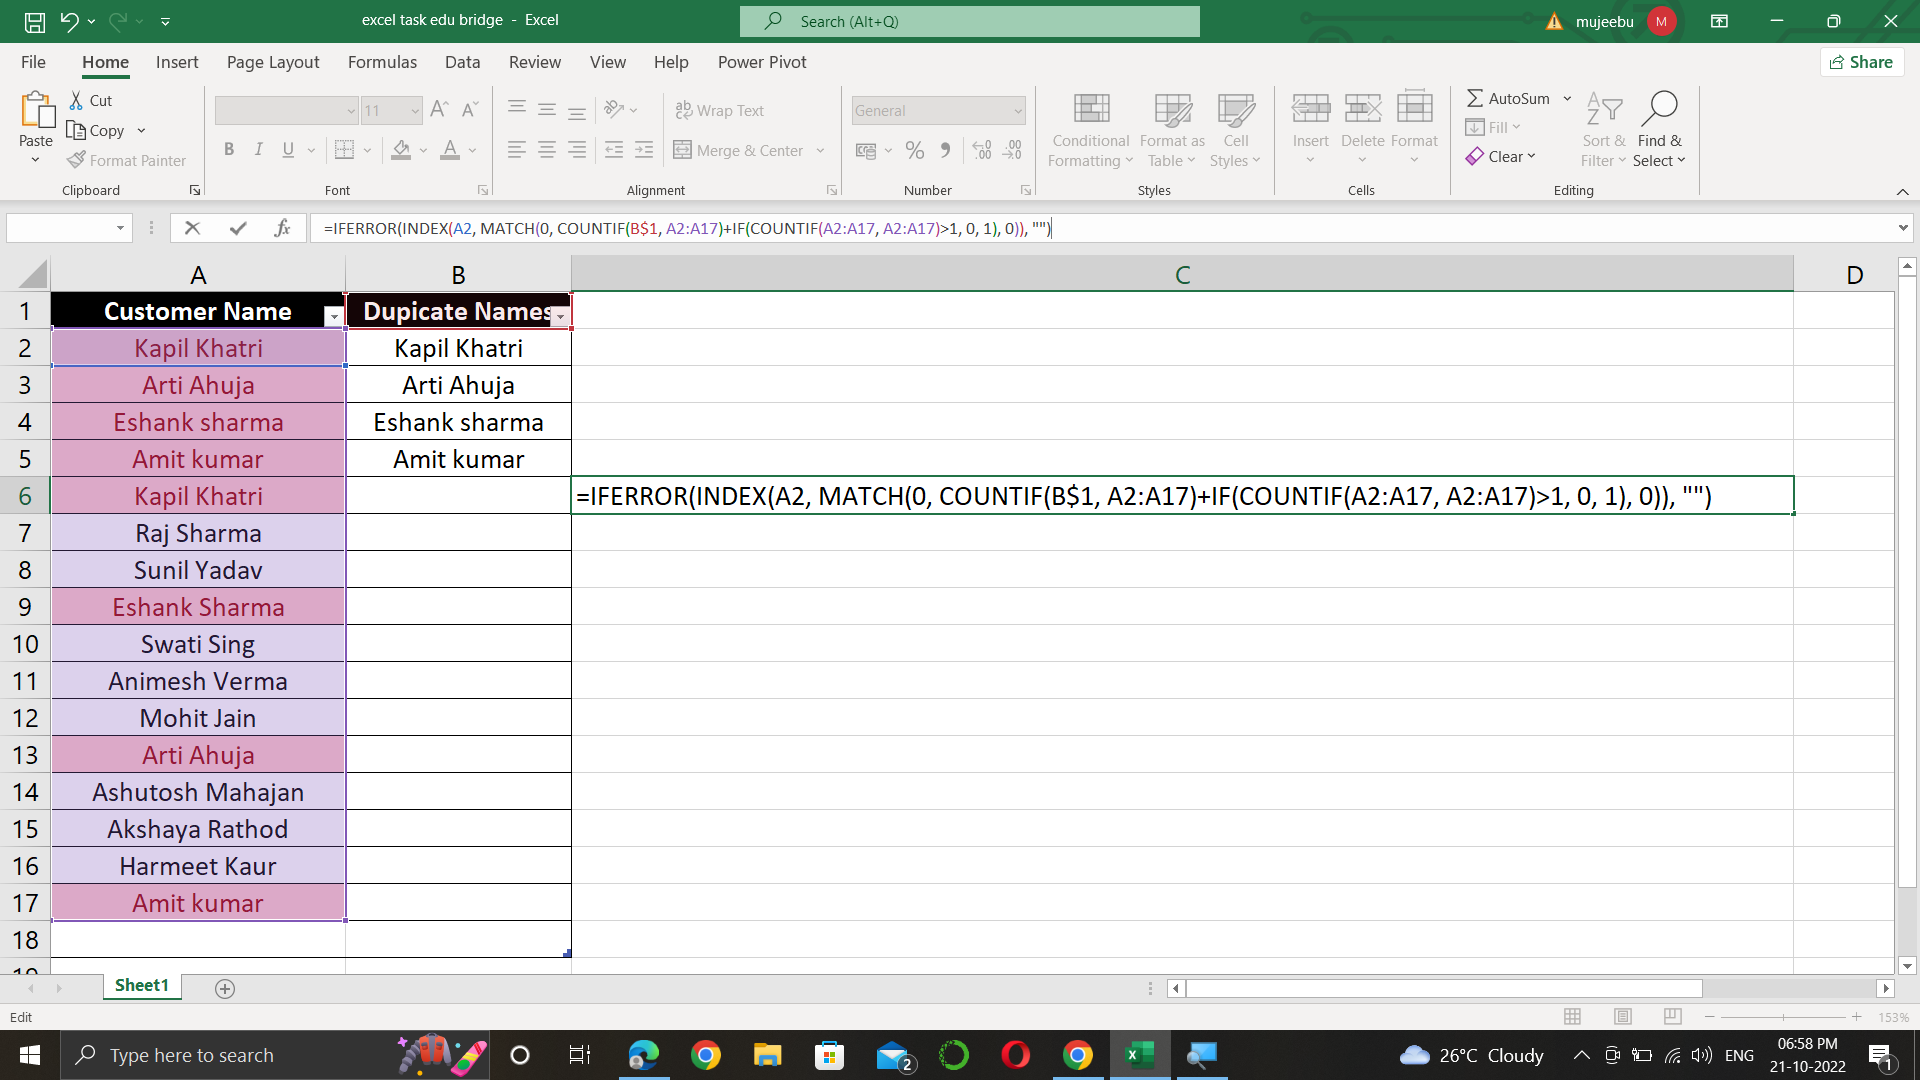 excel task edu bridge - Excel
Search (Alt+Q)
mujeebu
M
File Home Insert Page Layout Formulas Data Review View Help Power Pivot
Share
Paste
Cut
Copy
Format Painter
Clipboard
11
B I U
Font
Wrap Text
Merge & Center
Alignment
General
%
Number
Conditional Formatting
Format as Table
Cell Styles
Styles
Insert
Delete
Format
Cells
AutoSum
Fill
Clear
Sort & Filter
Find & Select
Editing
fx
=IFERROR(INDEX(A2, MATCH(0, COUNTIF(B$1, A2:A17)+IF(COUNTIF(A2:A17, A2:A17)>1, 0, 1), 0)), "")
A B C D
1 Customer Name Dupicate Names
2 Kapil Khatri Kapil Khatri
3 Arti Ahuja Arti Ahuja
4 Eshank sharma Eshank sharma
5 Amit kumar Amit kumar
6 Kapil Khatri =IFERROR(INDEX(A2, MATCH(0, COUNTIF(B$1, A2:A17)+IF(COUNTIF(A2:A17, A2:A17)>1, 0, 1), 0)), "")
7 Raj Sharma
8 Sunil Yadav
9 Eshank Sharma
10 Swati Sing
11 Animesh Verma
12 Mohit Jain
13 Arti Ahuja
14 Ashutosh Mahajan
15 Akshaya Rathod
16 Harmeet Kaur
17 Amit kumar
18
19
Sheet1
Edit
153%
Type here to search
2
26°C Cloudy
ENG
06:58 PM
21-10-2022
1